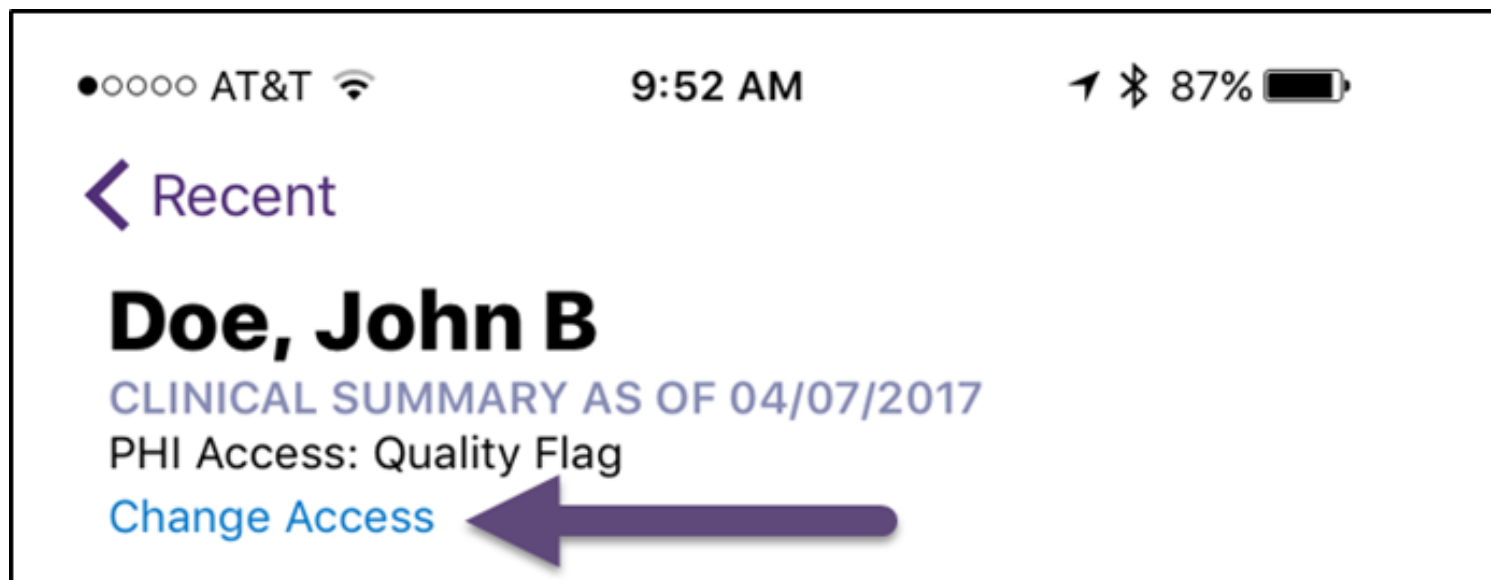 AT&T 9:52 AM 87%
Recent
Doe, John B
CLINICAL SUMMARY AS OF 04/07/2017
PHI Access: Quality Flag
Change Access